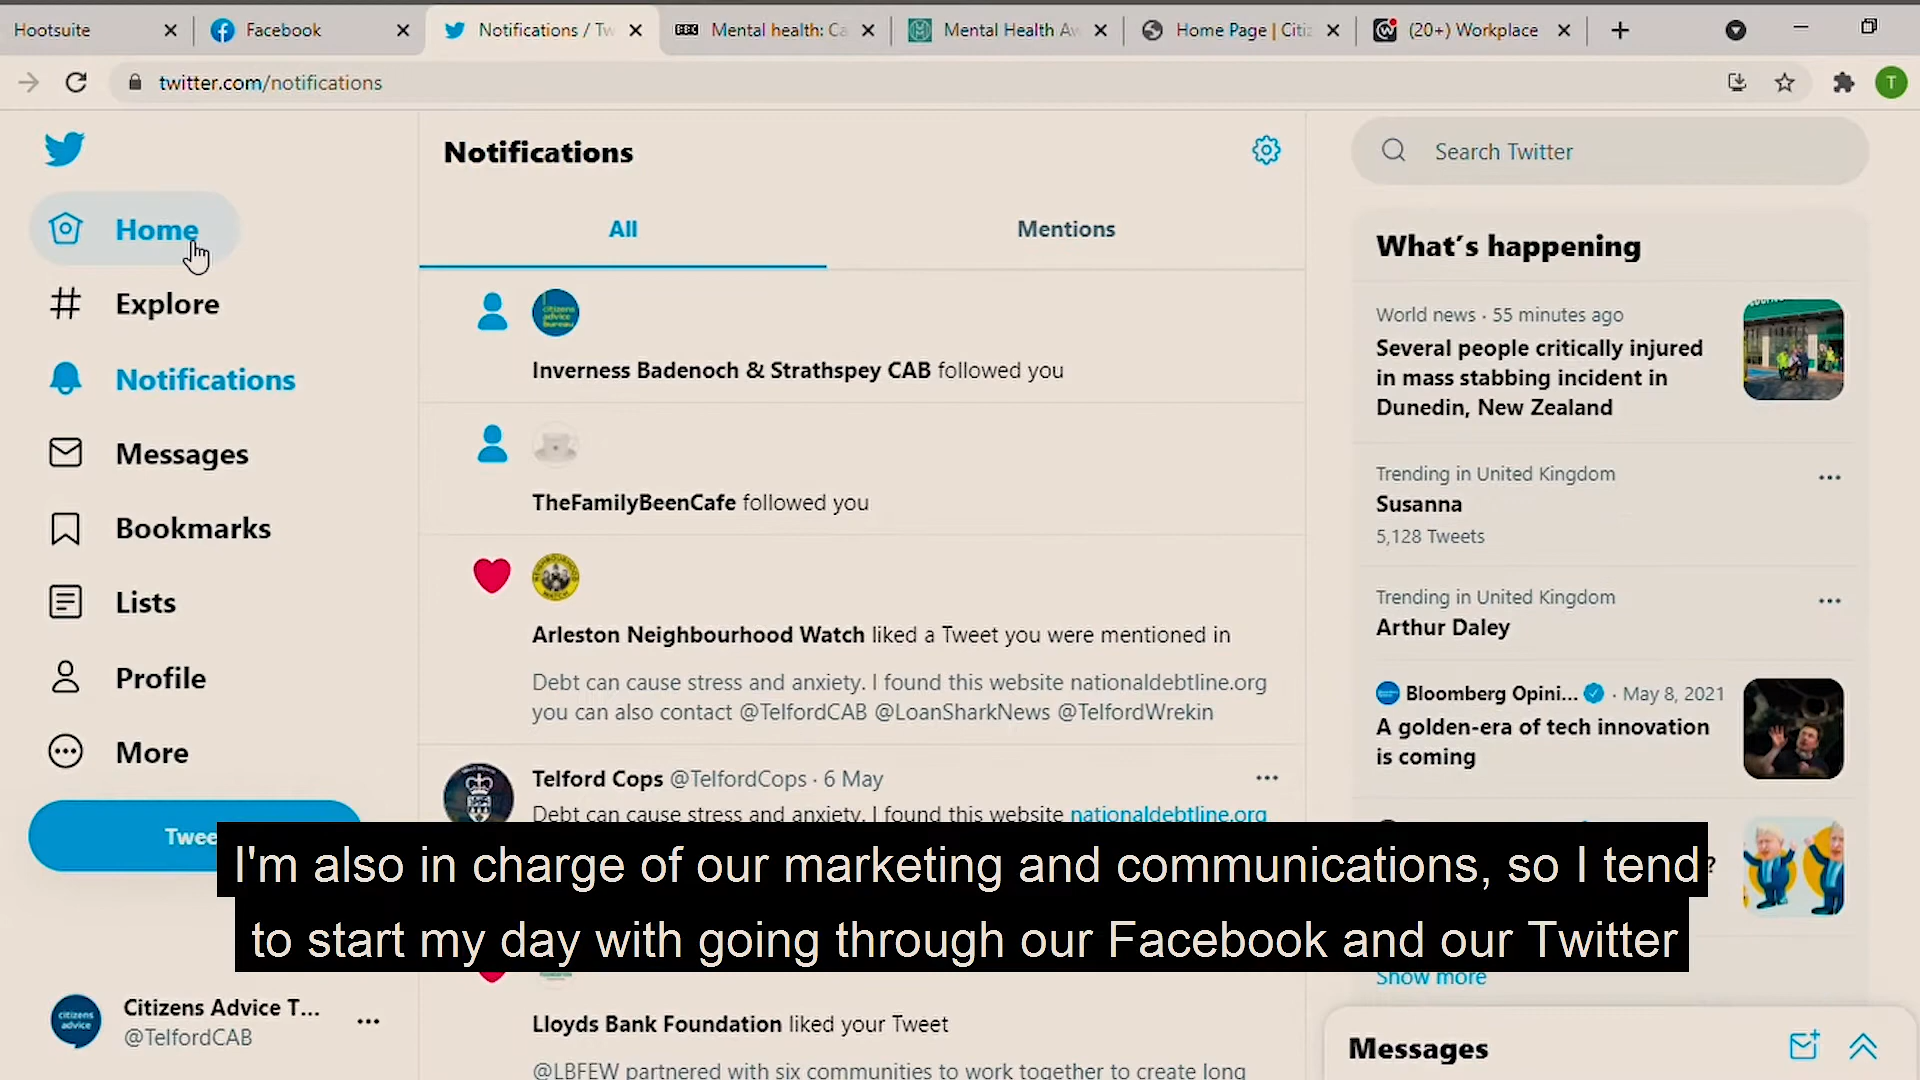 Hootsuite
Facebook
Notifications / Tw
BBC
Mental health: Ca
Mental Health Aw
Home Page | Citiz
(20+) Workplace
twitter.com/notifications
T
Home
Explore
Notifications
Messages
Bookmarks
Lists
Profile
More
Twee
Citizens Advice T...
@TelfordCAB
citizens
advice
Notifications
All
Mentions
citizens
advice
bureau
Inverness Badenoch & Strathspey CAB followed you
TheFamilyBeenCafe followed you
NEIGHBOURHOOD
WATCH
Arleston Neighbourhood Watch liked a Tweet you were mentioned in
Debt can cause stress and anxiety. I found this website nationaldebtline.org
you can also contact @TelfordCAB @LoanSharkNews @TelfordWrekin
Telford Cops @TelfordCops · 6 May
Debt can cause stress and anxiety. I found this website nationaldebtline.org
Lloyds Bank Foundation liked your Tweet
@LBFEW partnered with six communities to work together to create long
Search Twitter
What's happening
World news · 55 minutes ago
Several people critically injured
in mass stabbing incident in
Dunedin, New Zealand
Trending in United Kingdom
Susanna
5,128 Tweets
Trending in United Kingdom
Arthur Daley
Bloomberg Opini... · May 8, 2021
A golden-era of tech innovation
is coming
?
Show more
Messages
I'm also in charge of our marketing and communications, so I tend
to start my day with going through our Facebook and our Twitter